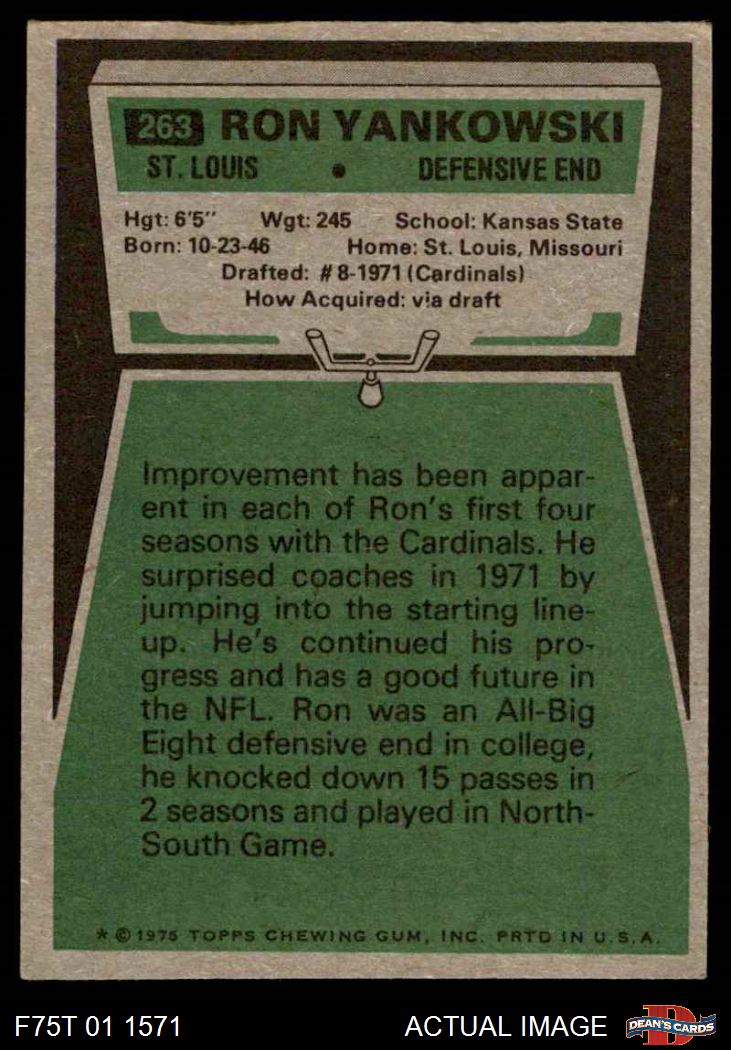 263 RON YANKOWSKI
ST. LOUIS • DEFENSIVE END
Hgt: 6'5" Wgt: 245 School: Kansas State
Born: 10-23-46 Home: St. Louis, Missouri
Drafted: #8-1971 (Cardinals)
How Acquired: via draft
Improvement has been appar-
ent in each of Ron's first four
seasons with the Cardinals. He
surprised coaches in 1971 by
jumping into the starting line-
up. He's continued his pro-
gress and has a good future in
the NFL. Ron was an All-Big
Eight defensive end in college,
he knocked down 15 passes in
2 seasons and played in North-
South Game.
* © 1975 TOPPS CHEWING GUM, INC. PRTD IN U.S.A.
F75T 01 1571 ACTUAL IMAGE D DEAN'S CARDS